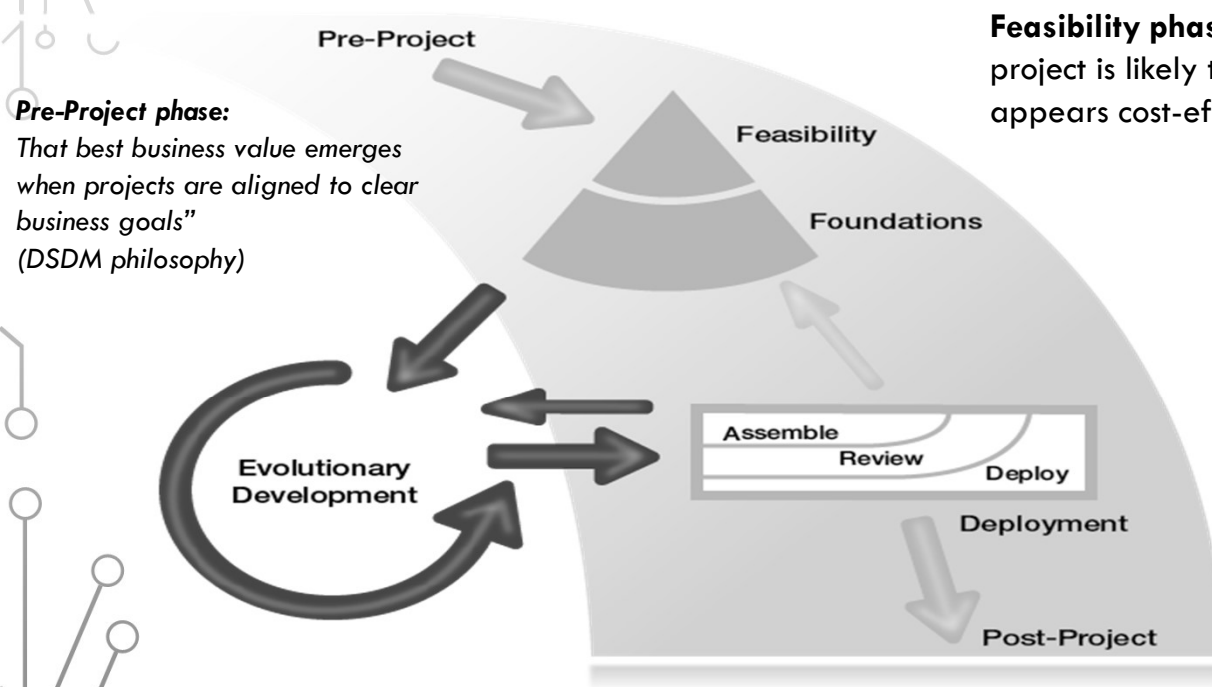 Pre-Project
Pre-Project phase:
That best business value emerges
when projects are aligned to clear
business goals”
(DSDM philosophy)
Feasibility
project is likely t
appears cost-ef
Feasibility
Foundations
Evolutionary
Development
Assemble
Review
Deploy
Deployment
Post-Project